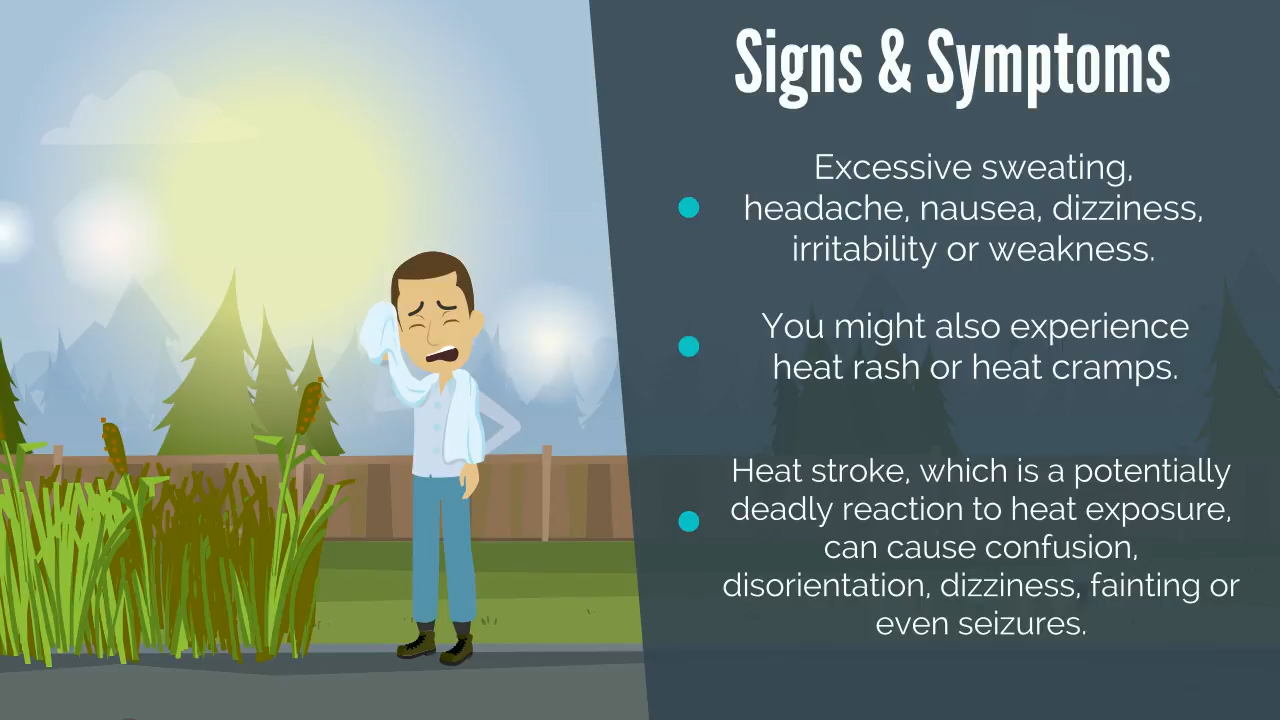 Signs & Symptoms
Excessive sweating,
headache, nausea, dizziness,
irritability or weakness.
You might also experience
heat rash or heat cramps.
Heat stroke, which is a potentially
deadly reaction to heat exposure,
can cause confusion,
disorientation, dizziness, fainting or
even seizures.